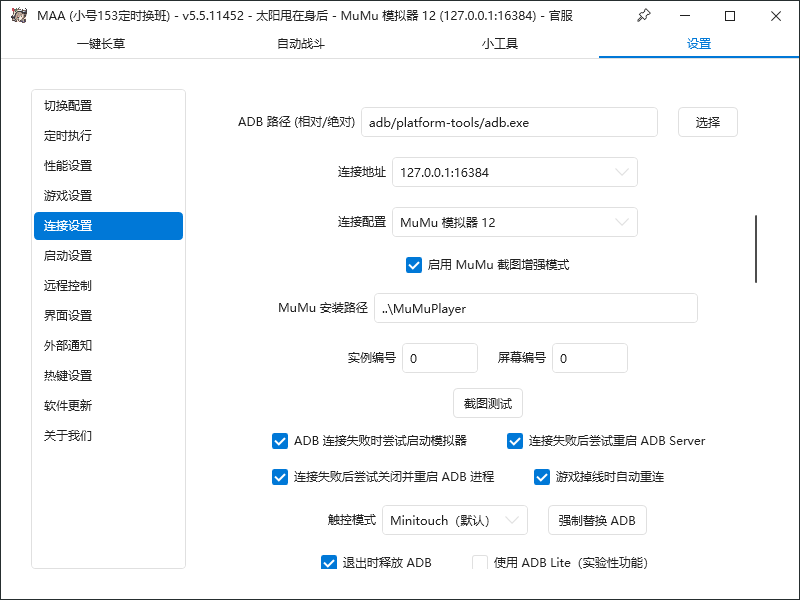 MAA (小号153定时换班) - v5.5.11452 - 太阳甩在身后 - MuMu 模拟器 12 (127.0.0.1:16384) - 官服
一键长草 自动战斗 小工具 设置
切换配置
定时执行
性能设置
游戏设置
连接设置
启动设置
远程控制
界面设置
外部通知
热键设置
软件更新
关于我们
ADB 路径 (相对/绝对) adb/platform-tools/adb.exe 选择
连接地址 127.0.0.1:16384
连接配置 MuMu 模拟器 12
启用 MuMu 截图增强模式
MuMu 安装路径 ..\MuMuPlayer
实例编号 0 屏幕编号 0
截图测试
ADB 连接失败时尝试启动模拟器 连接失败后尝试重启 ADB Server
连接失败后尝试关闭并重启 ADB 进程 游戏掉线时自动重连
触控模式 Minitouch（默认） 强制替换 ADB
退出时释放 ADB 使用 ADB Lite（实验性功能）